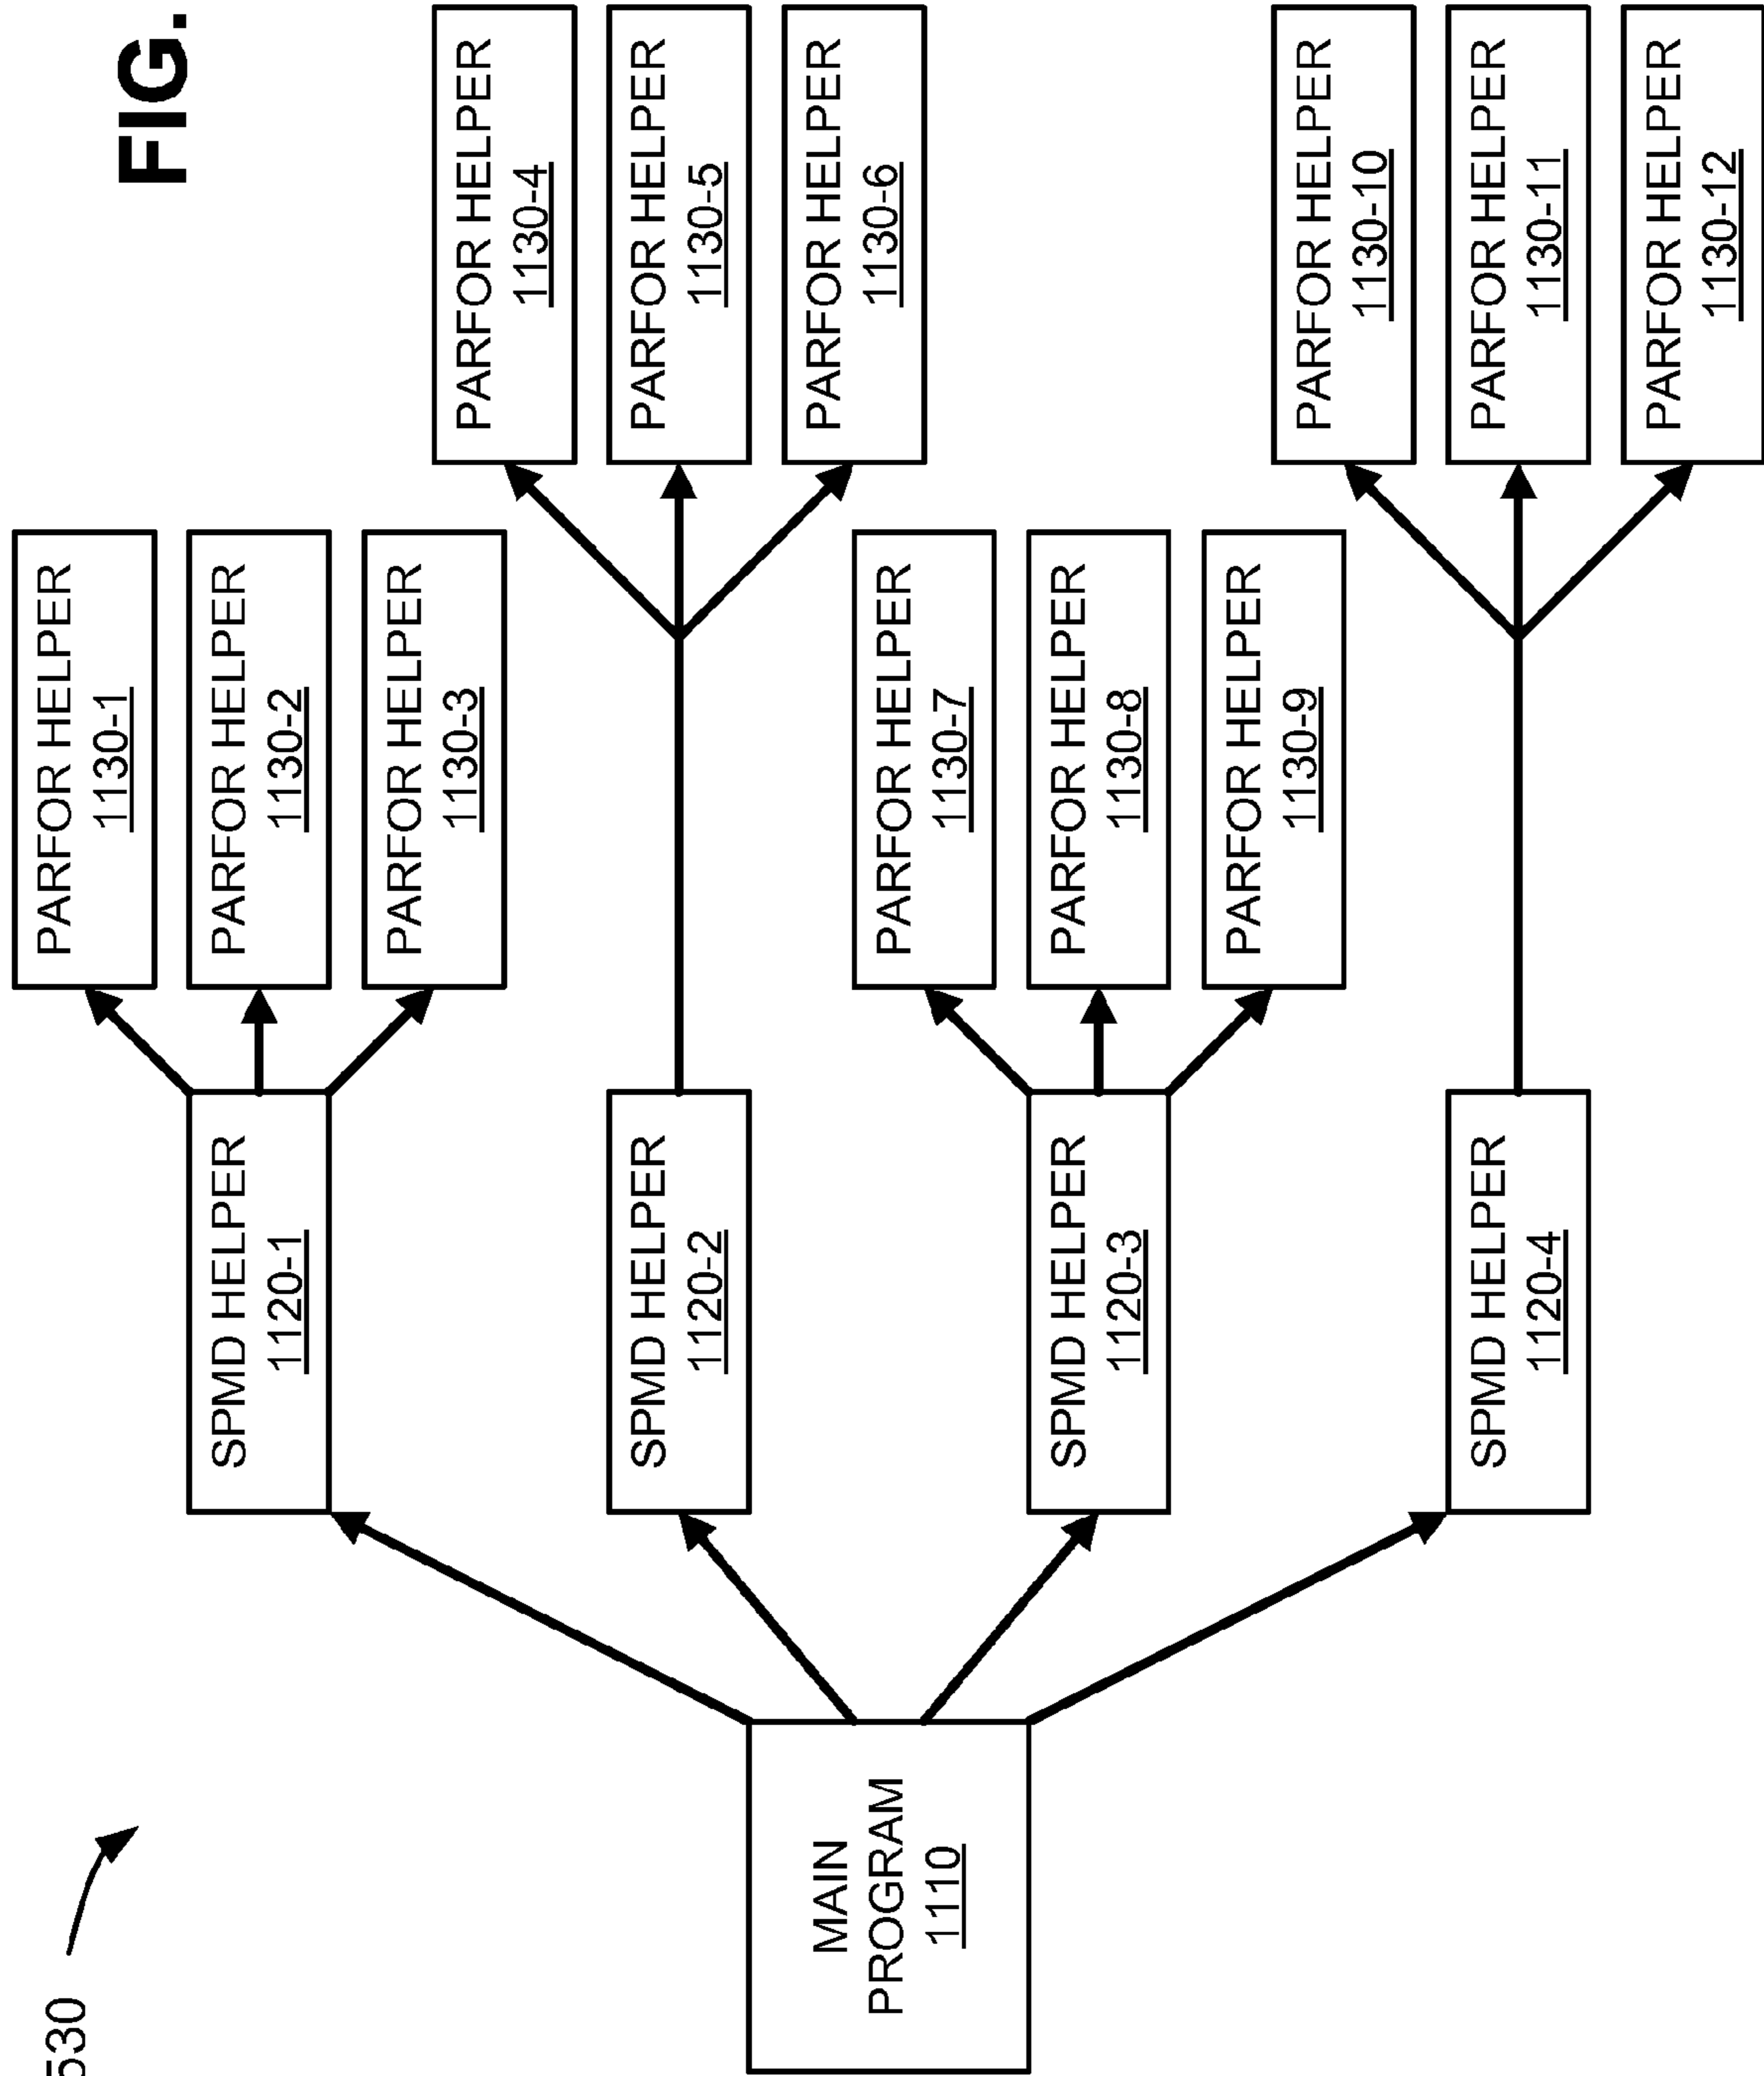 530
FIG.
MAIN
PROGRAM
1110
SPMD HELPER
1120-1
PARFOR HELPER
1130-1
PARFOR HELPER
1130-2
PARFOR HELPER
1130-3
SPMD HELPER
1120-2
PARFOR HELPER
1130-4
PARFOR HELPER
1130-5
PARFOR HELPER
1130-6
SPMD HELPER
1120-3
PARFOR HELPER
1130-7
PARFOR HELPER
1130-8
PARFOR HELPER
1130-9
SPMD HELPER
1120-4
PARFOR HELPER
1130-10
PARFOR HELPER
1130-11
PARFOR HELPER
1130-12